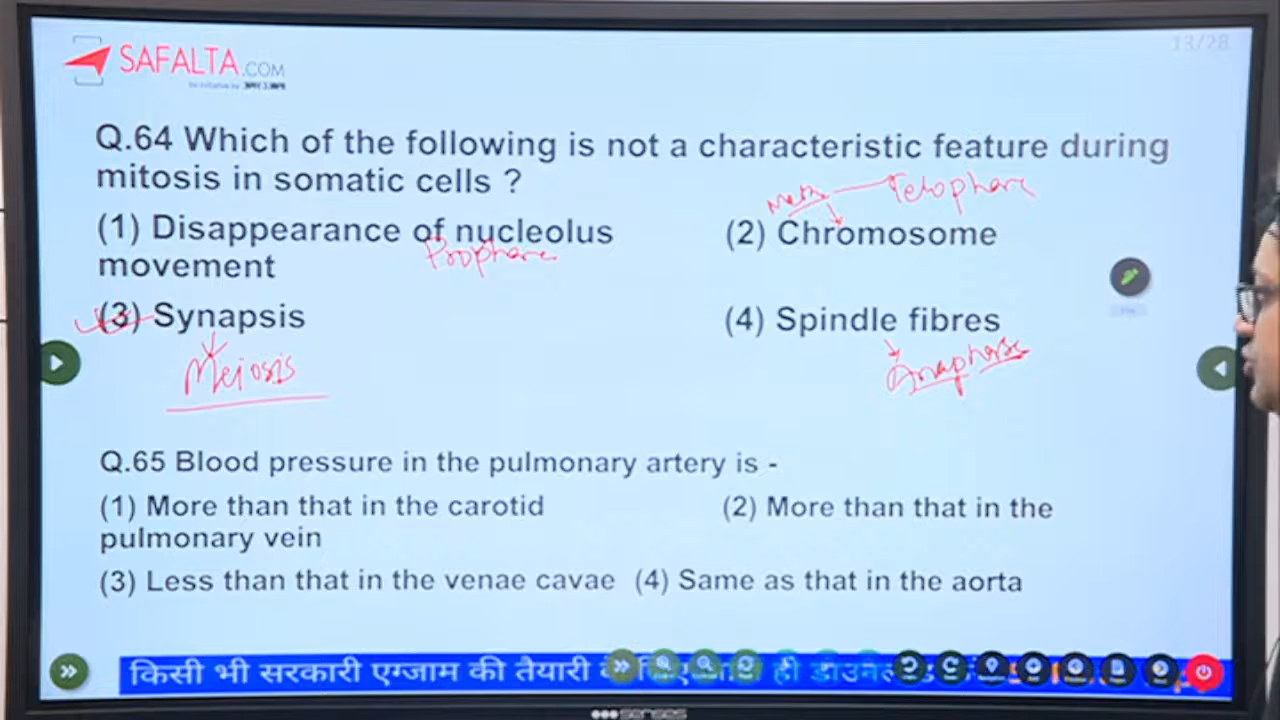 13/28
SAFALTA.COM
Q.64 Which of the following is not a characteristic feature during
mitosis in somatic cells ?
Meta Telophase
(1) Disappearance of nucleolus (2) Chromosome
Prophase
movement
(3) Synapsis (4) Spindle fibres
Meiosis Anaphase
Q.65 Blood pressure in the pulmonary artery is -
(1) More than that in the carotid (2) More than that in the
pulmonary vein
(3) Less than that in the venae cavae (4) Same as that in the aorta
किसी भी सरकारी एग्जाम की तैयारी